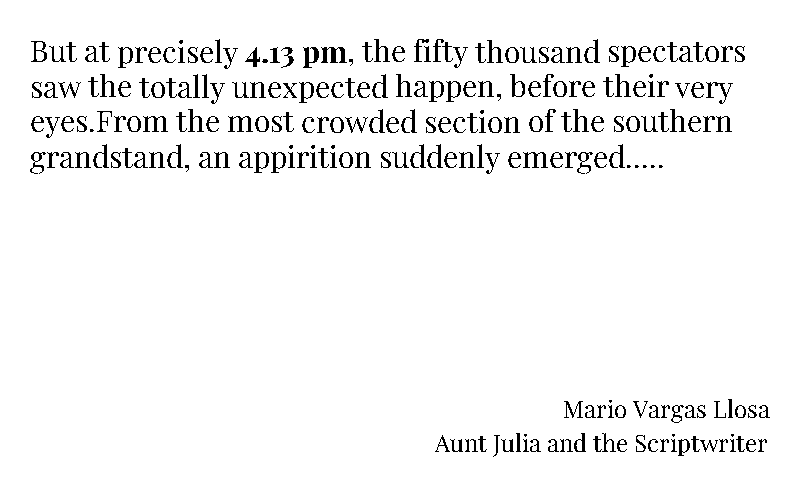 But at precisely 4.13 pm, the fifty thousand spectators
saw the totally unexpected happen, before their very
eyes.From the most crowded section of the southern
grandstand, an appirition suddenly emerged.....
Mario Vargas Llosa
Aunt Julia and the Scriptwriter